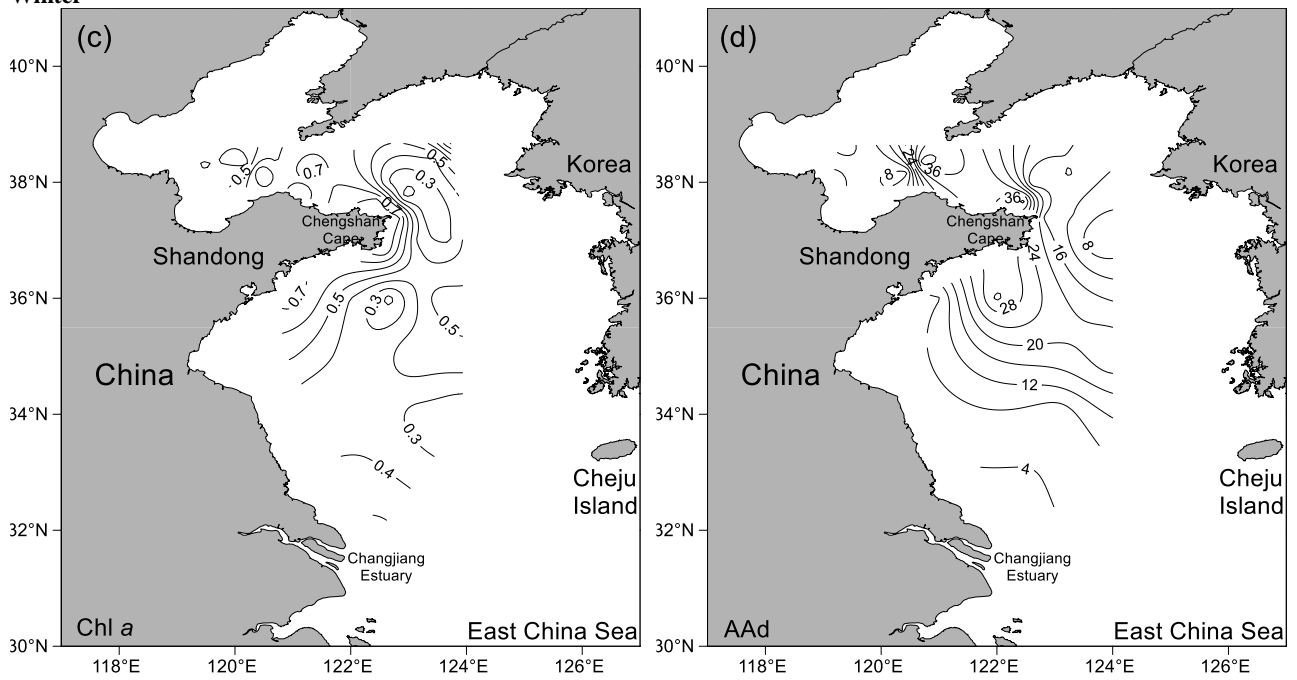 Winter
(c)
40°N
38°N
36°N
34°N
32°N
30°N
118°E
120°E
122°E
124°E
126°E
0.5
0.7
0.5
0.3
0.7
0.7
0.5
0.3
0.5
0.3
0.4
Korea
Chengshan
Cape
Shandong
China
Cheju
Island
Changjiang
Estuary
Chl a
East China Sea
(d)
40°N
38°N
36°N
34°N
32°N
30°N
118°E
120°E
122°E
124°E
126°E
24
8
36
36
8
24
16
28
20
12
4
Korea
Chengshan
Cape
Shandong
China
Cheju
Island
Changjiang
Estuary
AAd
East China Sea